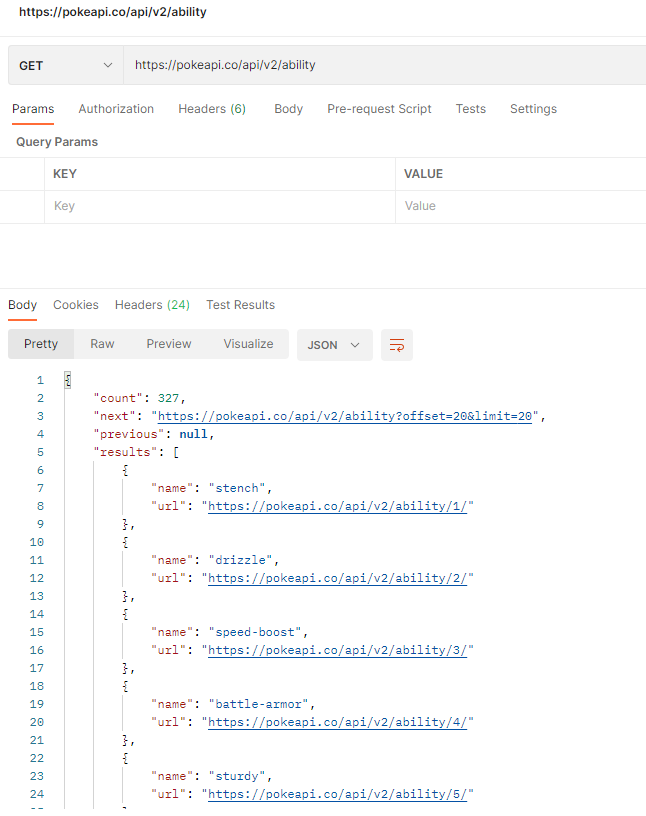 https://pokeapi.co/api/v2/ability
GET https://pokeapi.co/api/v2/ability
Params Authorization Headers (6) Body Pre-request Script Tests Settings
Query Params
KEY VALUE
Key Value
Body Cookies Headers (24) Test Results
Pretty Raw Preview Visualize JSON
1 {
2 "count": 327,
3 "next": "https://pokeapi.co/api/v2/ability?offset=20&limit=20",
4 "previous": null,
5 "results": [
6 {
7 "name": "stench",
8 "url": "https://pokeapi.co/api/v2/ability/1/"
9 },
10 {
11 "name": "drizzle",
12 "url": "https://pokeapi.co/api/v2/ability/2/"
13 },
14 {
15 "name": "speed-boost",
16 "url": "https://pokeapi.co/api/v2/ability/3/"
17 },
18 {
19 "name": "battle-armor",
20 "url": "https://pokeapi.co/api/v2/ability/4/"
21 },
22 {
23 "name": "sturdy",
24 "url": "https://pokeapi.co/api/v2/ability/5/"